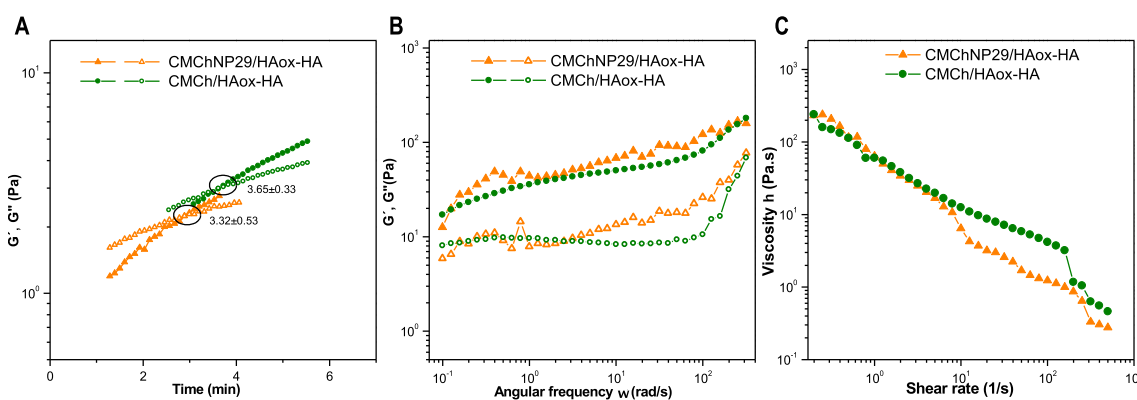 A
G´, G'' (Pa)
10¹
10⁰
CMChNP29/HAox-HA
CMCh/HAox-HA
3.65±0.33
3.32±0.53
0 2 4 6
Time (min)
B
G´, G''(Pa)
10³
10²
10¹
10⁰
CMChNP29/HAox-HA
CMCh/HAox-HA
10⁻¹ 10⁰ 10¹ 10²
Angular frequency w (rad/s)
C
Viscosity h (Pa.s)
10³
10²
10¹
10⁰
10⁻¹
CMChNP29/HAox-HA
CMCh/HAox-HA
10⁰ 10¹ 10² 10
Shear rate (1/s)